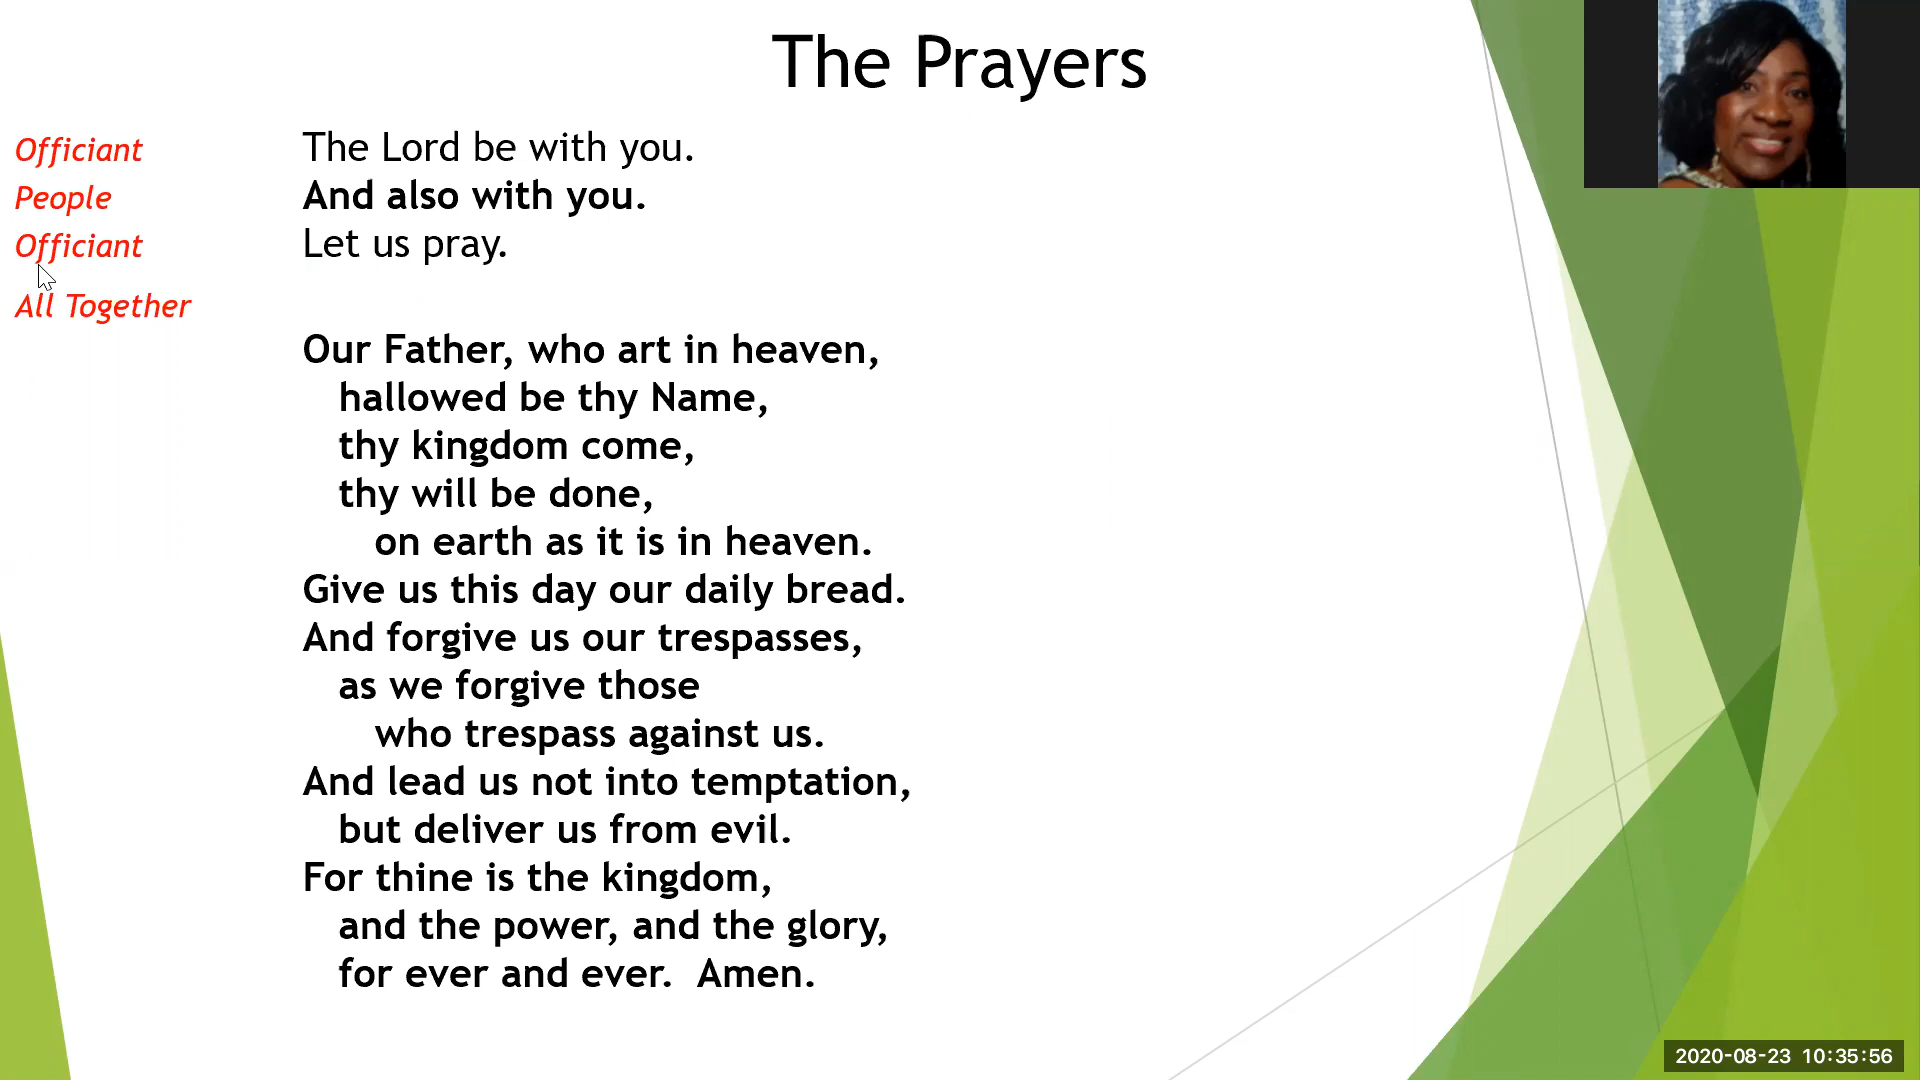 The Prayers
Officiant The Lord be with you.
People And also with you.
Officiant Let us pray.
All Together
Our Father, who art in heaven,
hallowed be thy Name,
thy kingdom come,
thy will be done,
on earth as it is in heaven.
Give us this day our daily bread.
And forgive us our trespasses,
as we forgive those
who trespass against us.
And lead us not into temptation,
but deliver us from evil.
For thine is the kingdom,
and the power, and the glory,
for ever and ever. Amen.
2020-08-23 10:35:56